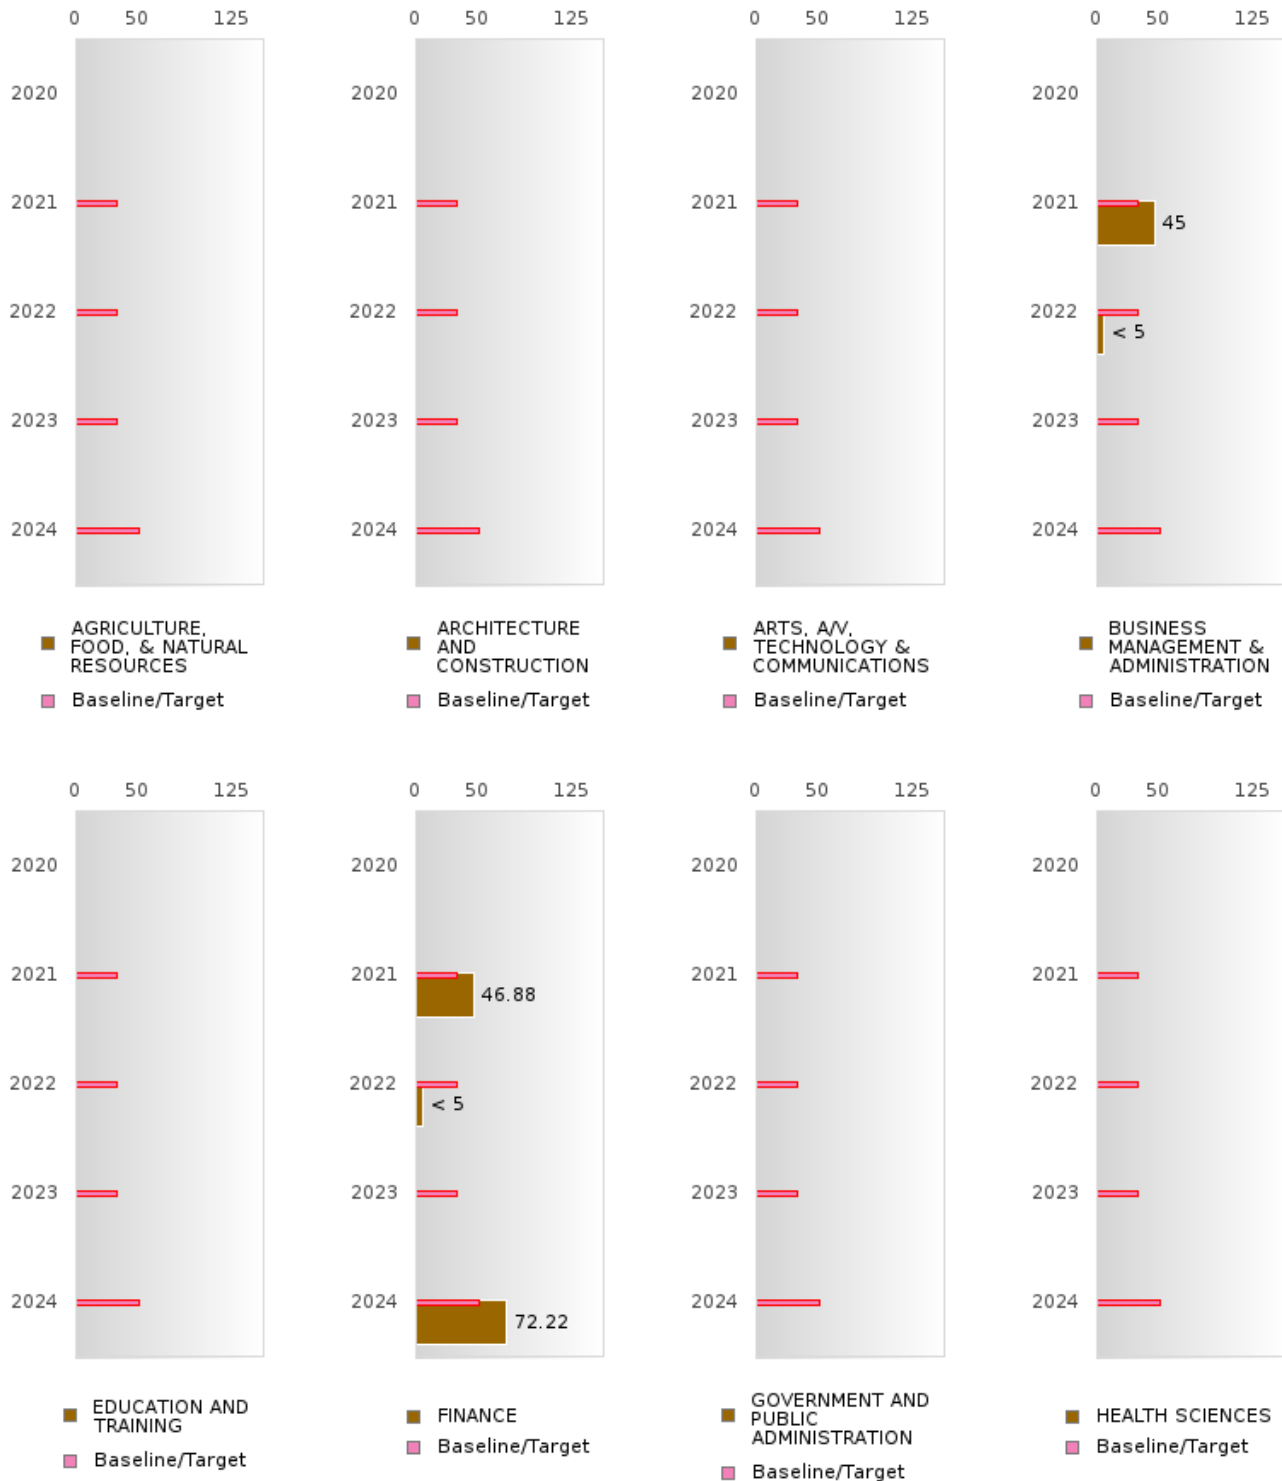 0 50 125
0 50 125
0 50 125
0 50 125
2020
2021
2022
2023
2024
2020
2021
2022
2023
2024
2020
2021
2022
2023
2024
2020
2021
2022
2023
2024
45
< 5
AGRICULTURE,
FOOD, & NATURAL
RESOURCES
Baseline/Target
ARCHITECTURE
AND
CONSTRUCTION
Baseline/Target
ARTS, A/V,
TECHNOLOGY &
COMMUNICATIONS
Baseline/Target
BUSINESS
MANAGEMENT &
ADMINISTRATION
Baseline/Target
0 50 125
0 50 125
0 50 125
0 50 125
2020
2021
2022
2023
2024
2020
2021
2022
2023
2024
46.88
< 5
72.22
2020
2021
2022
2023
2024
2020
2021
2022
2023
2024
EDUCATION AND
TRAINING
Baseline/Target
FINANCE
Baseline/Target
GOVERNMENT AND
PUBLIC
ADMINISTRATION
Baseline/Target
HEALTH SCIENCES
Baseline/Target